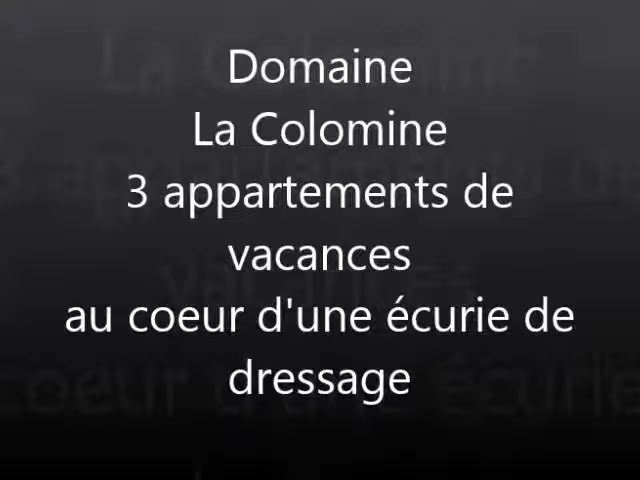 Domaine
La Colomine
3 appartements de
vacances
au coeur d'une écurie de
dressage